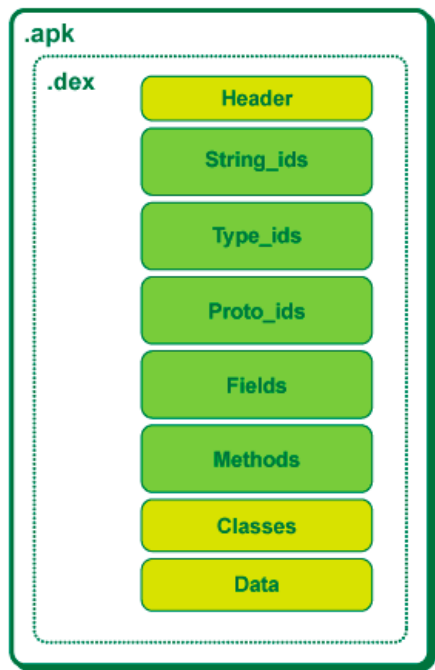 .apk
.dex
Header
String_ids
Type_ids
Proto_ids
Fields
Methods
Classes
Data